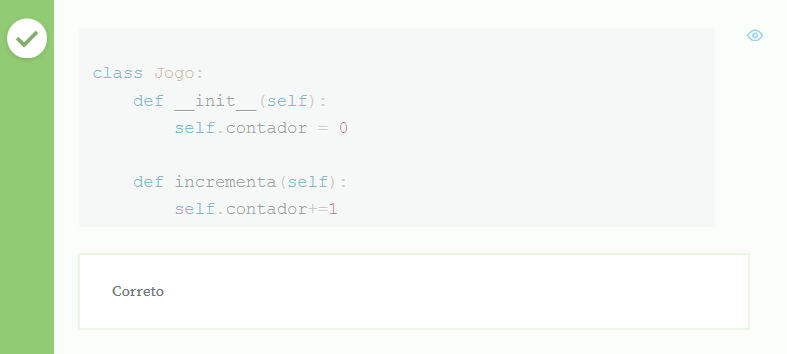 class Jogo:
    def __init__(self):
        self.contador = 0
    def incrementa(self):
        self.contador+=1
Correto